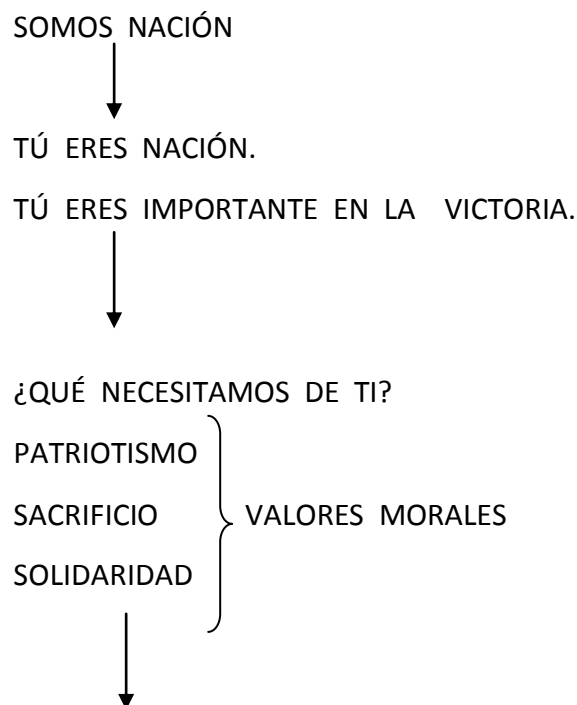 SOMOS NACIÓN
TÚ ERES NACIÓN.
TÚ ERES IMPORTANTE EN LA VICTORIA.
¿QUÉ NECESITAMOS DE TI?
PATRIOTISMO
SACRIFICIO VALORES MORALES
SOLIDARIDAD